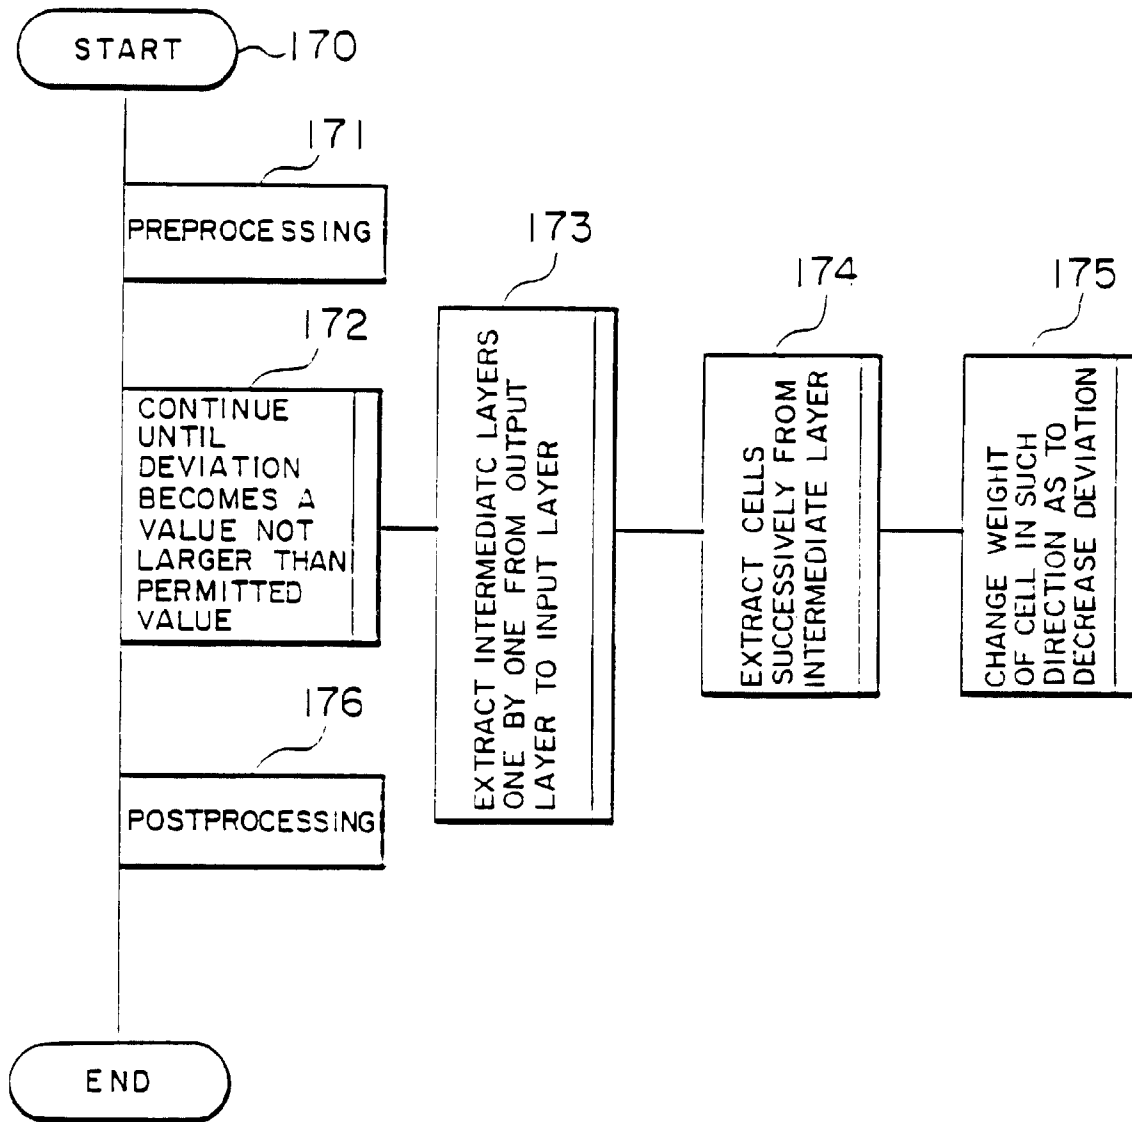 START
170
171
PREPROCESSING
172
CONTINUE
UNTIL
DEVIATION
BECOMES A
VALUE NOT
LARGER THAN
PERMITTED
VALUE
173
EXTRACT INTERMEDIATC LAYERS
ONE BY ONE FROM OUTPUT
LAYER TO INPUT LAYER
174
EXTRACT CELLS
SUCCESSIVELY FROM
INTERMEDIATE LAYER
175
CHANGE WEIGHT
OF CELL IN SUCH
DIRECTION AS TO
DECREASE DEVIATION
176
POSTPROCESSING
END